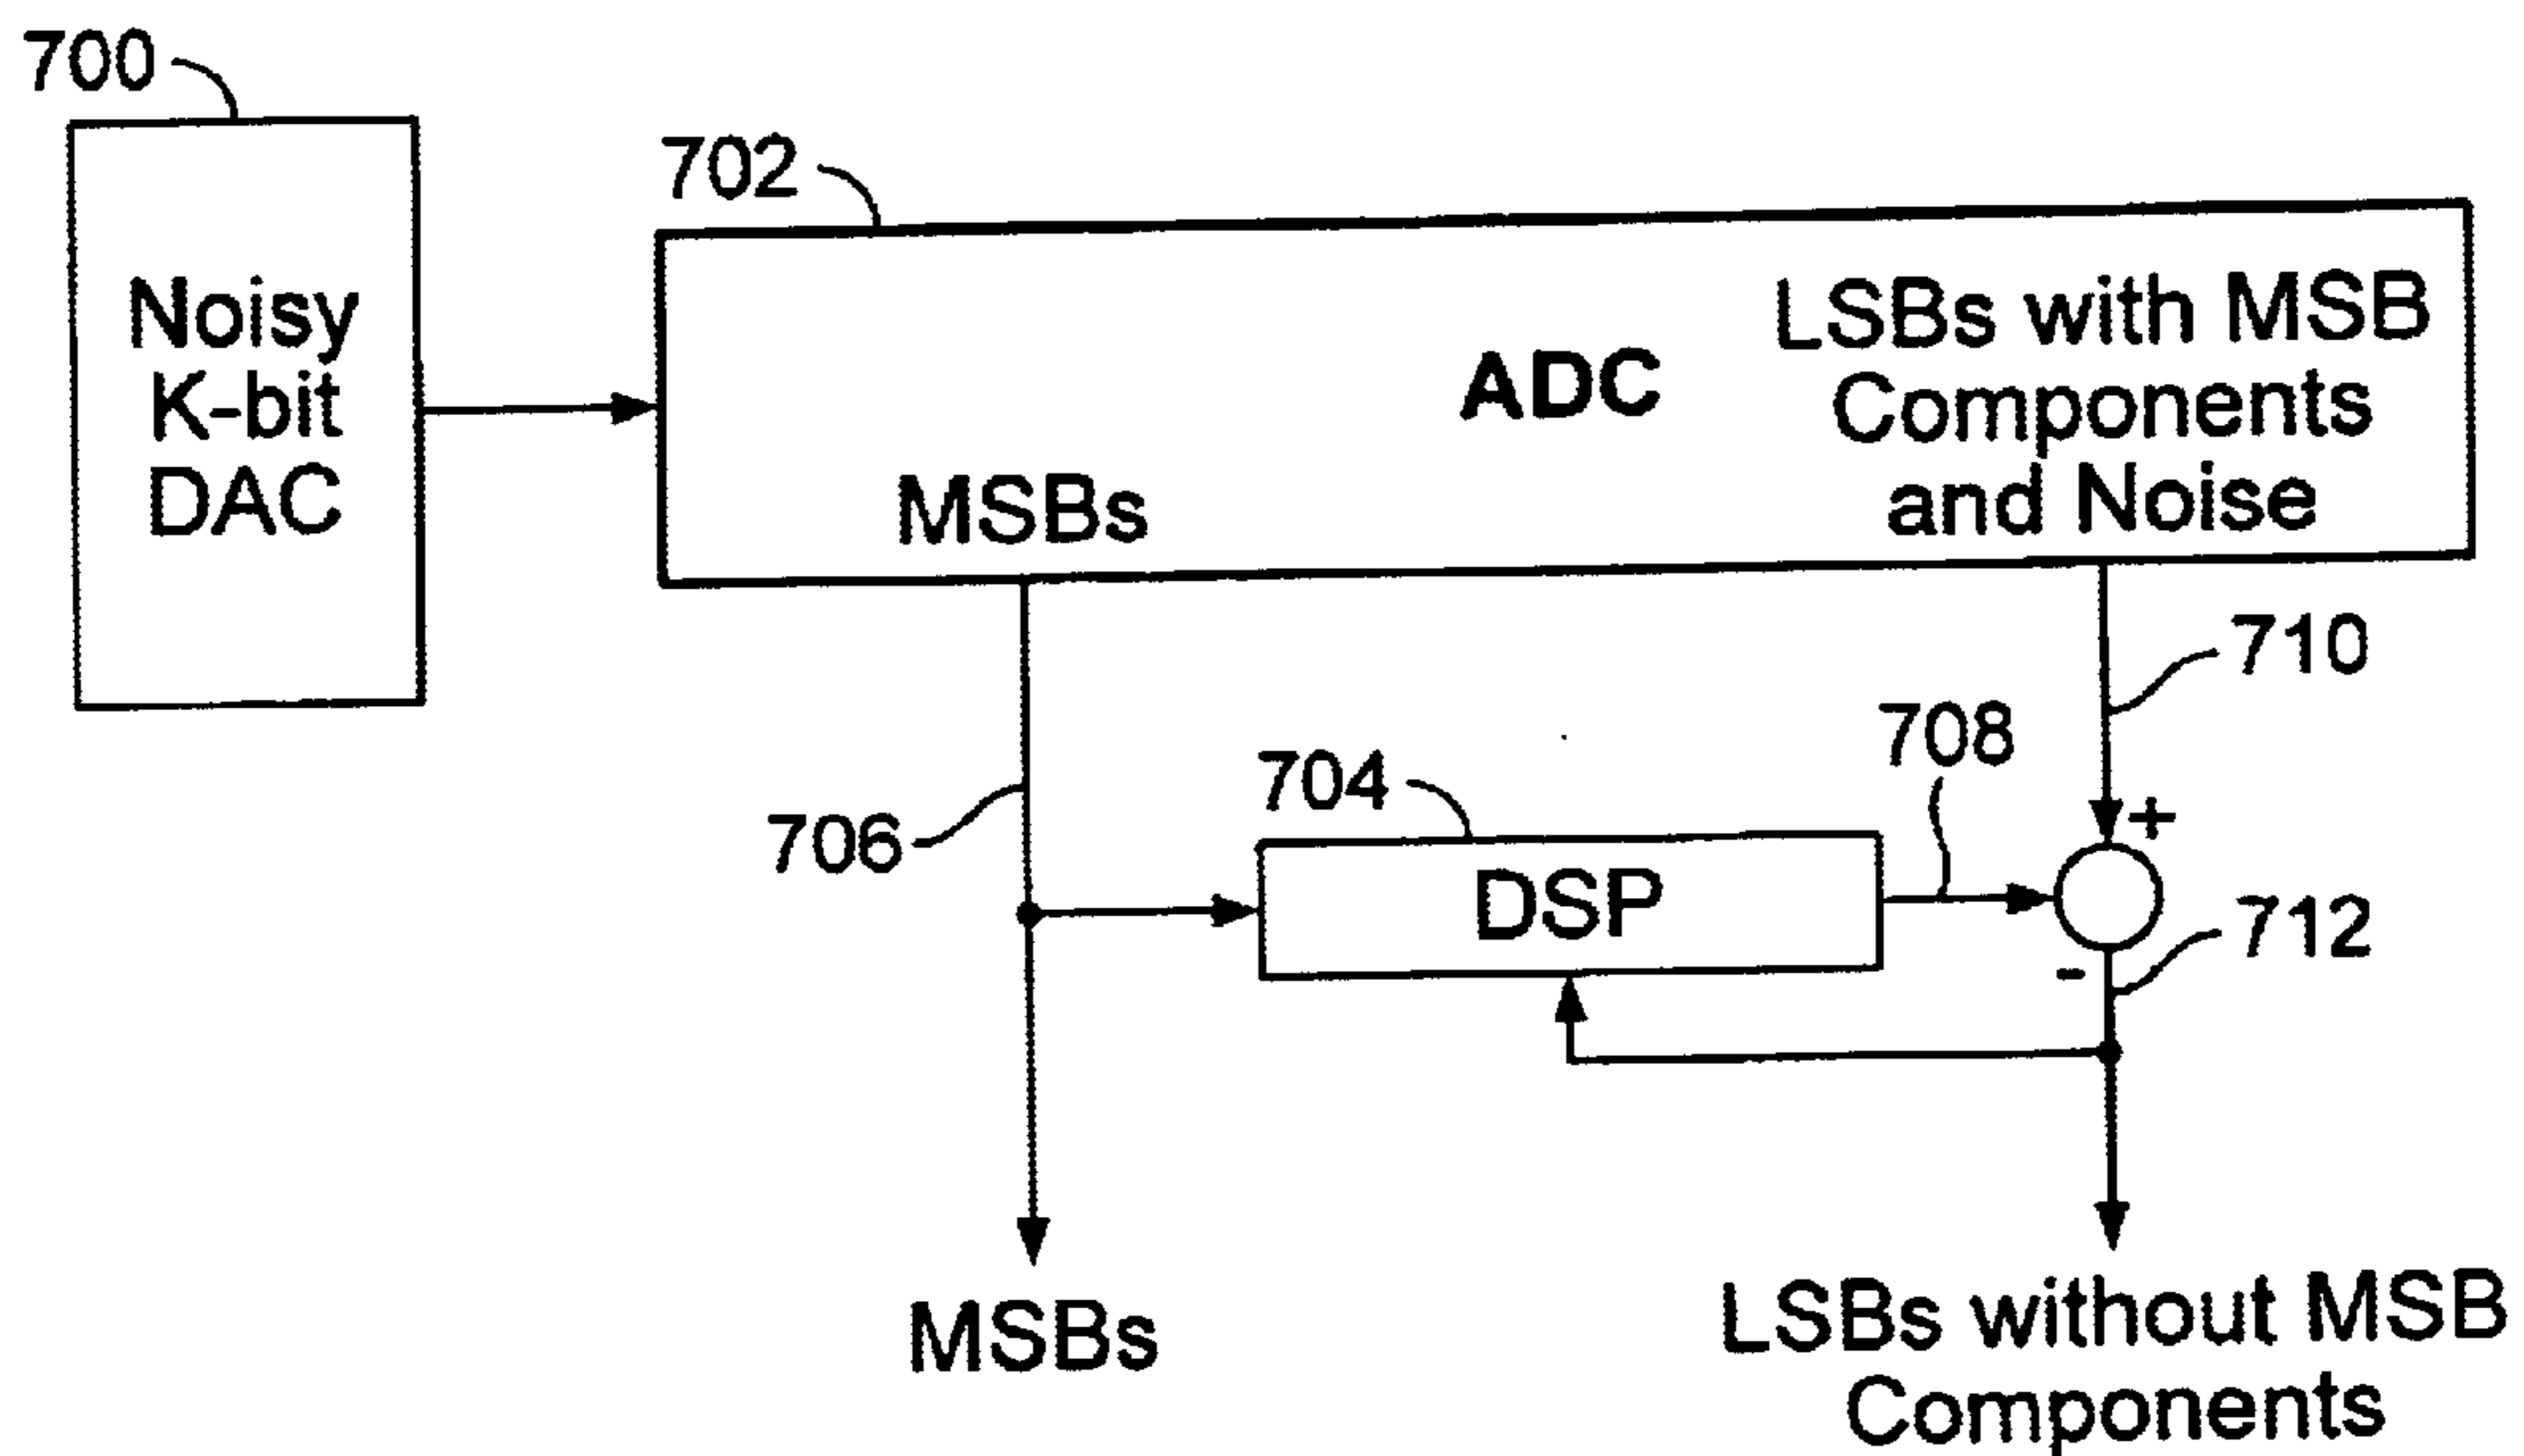 700
Noisy
K-bit
DAC
702
ADC
MSBs
LSBs with MSB
Components
and Noise
706
704
DSP
708
710
+
-
712
MSBs
LSBs without MSB
Components